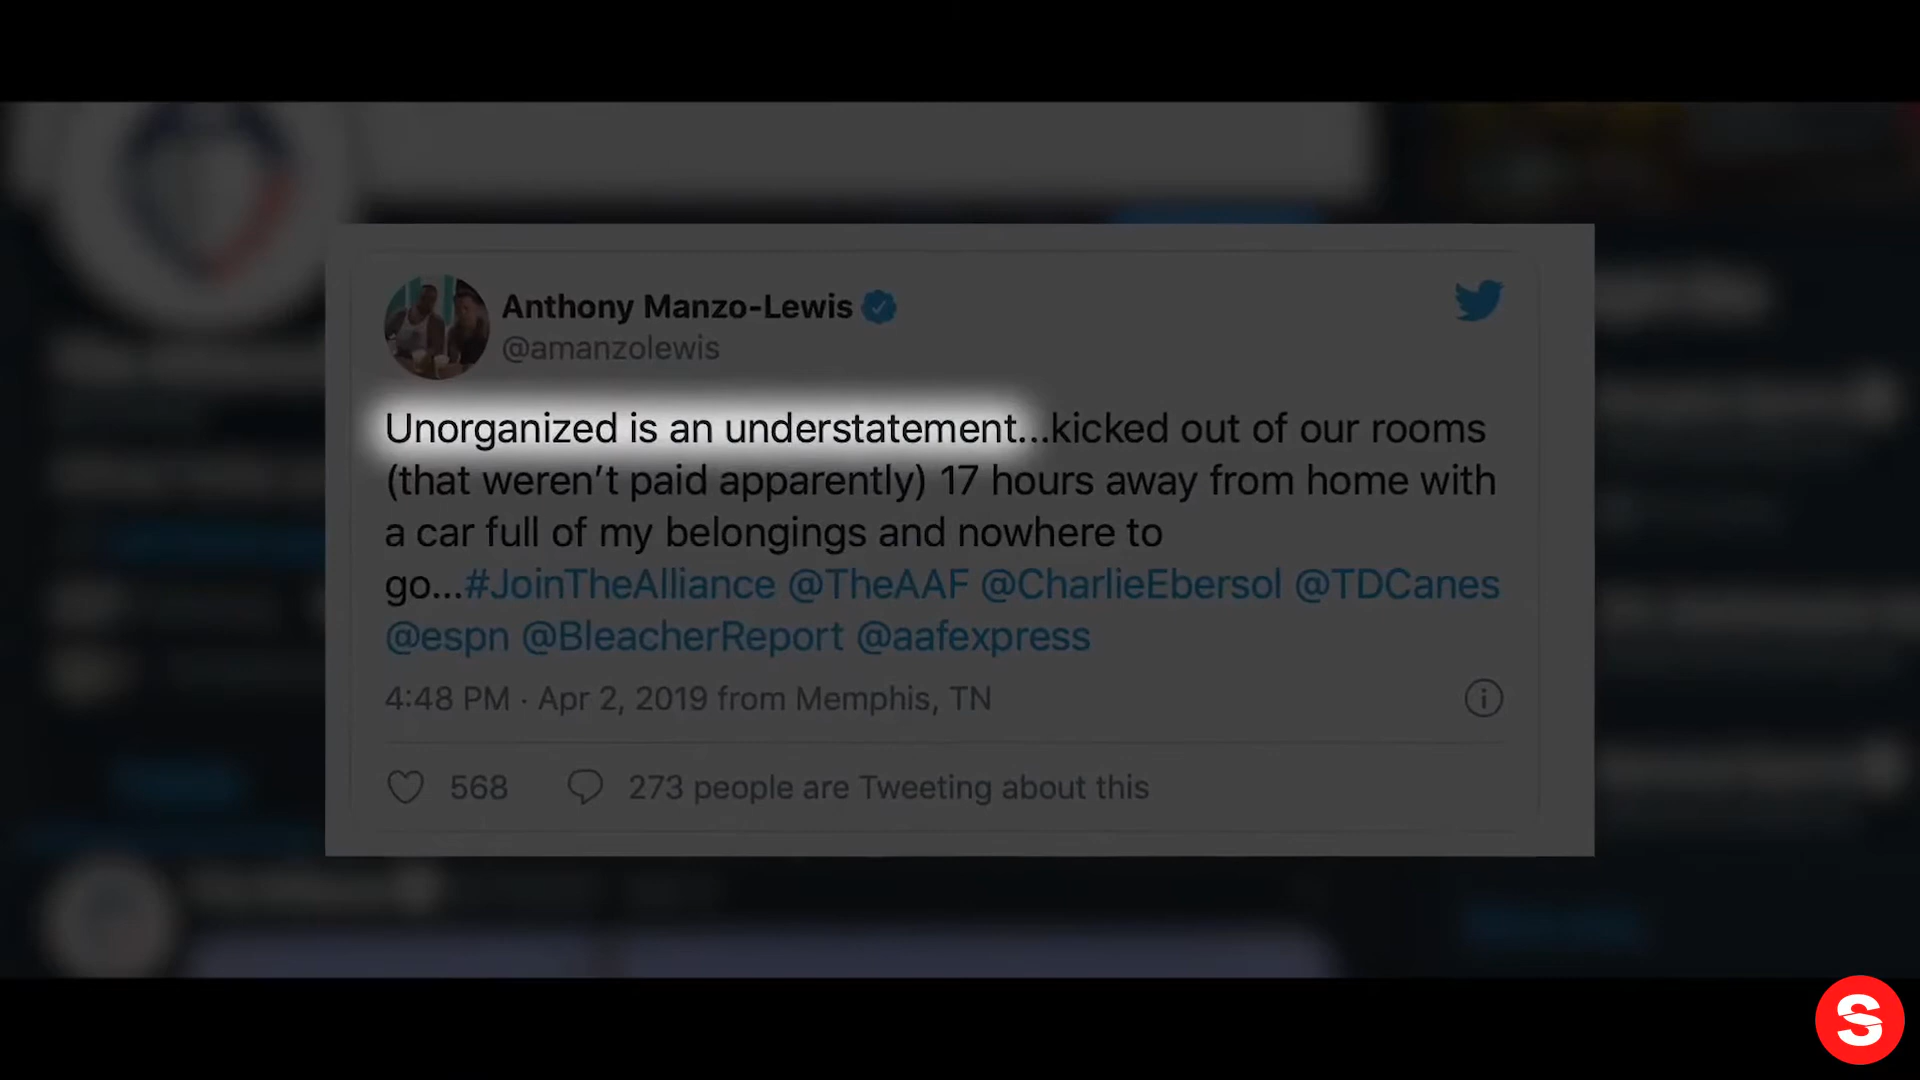 Anthony Manzo-Lewis
@amanzolewis
Unorganized is an understatement...kicked out of our rooms
(that weren’t paid apparently) 17 hours away from home with
a car full of my belongings and nowhere to
go...#JoinTheAlliance @TheAAF @CharlieEbersol @TDCanes
@espn @BleacherReport @aafexpress
4:48 PM · Apr 2, 2019 from Memphis, TN
568 273 people are Tweeting about this
S